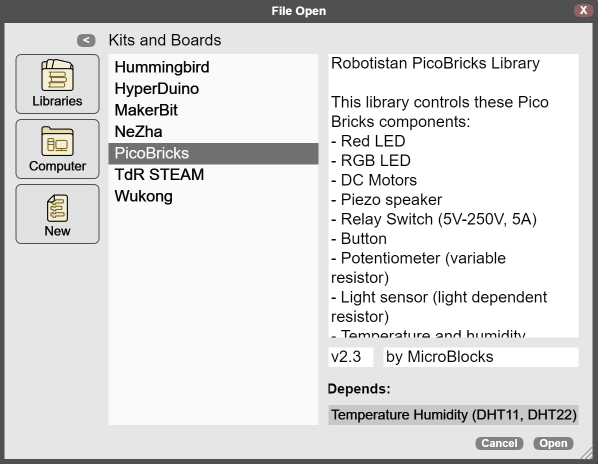 File Open
X
<
Kits and Boards
Libraries
Computer
New
Hummingbird
HyperDuino
MakerBit
NeZha
PicoBricks
TdR STEAM
Wukong
Robotistan PicoBricks Library
This library controls these Pico
Bricks components:
- Red LED
- RGB LED
- DC Motors
- Piezo speaker
- Relay Switch (5V-250V, 5A)
- Button
- Potentiometer (variable
resistor)
- Light sensor (light dependent
resistor)
- Temperature and humidity
v2.3
by MicroBlocks
Depends:
Temperature Humidity (DHT11, DHT22)
Cancel
Open